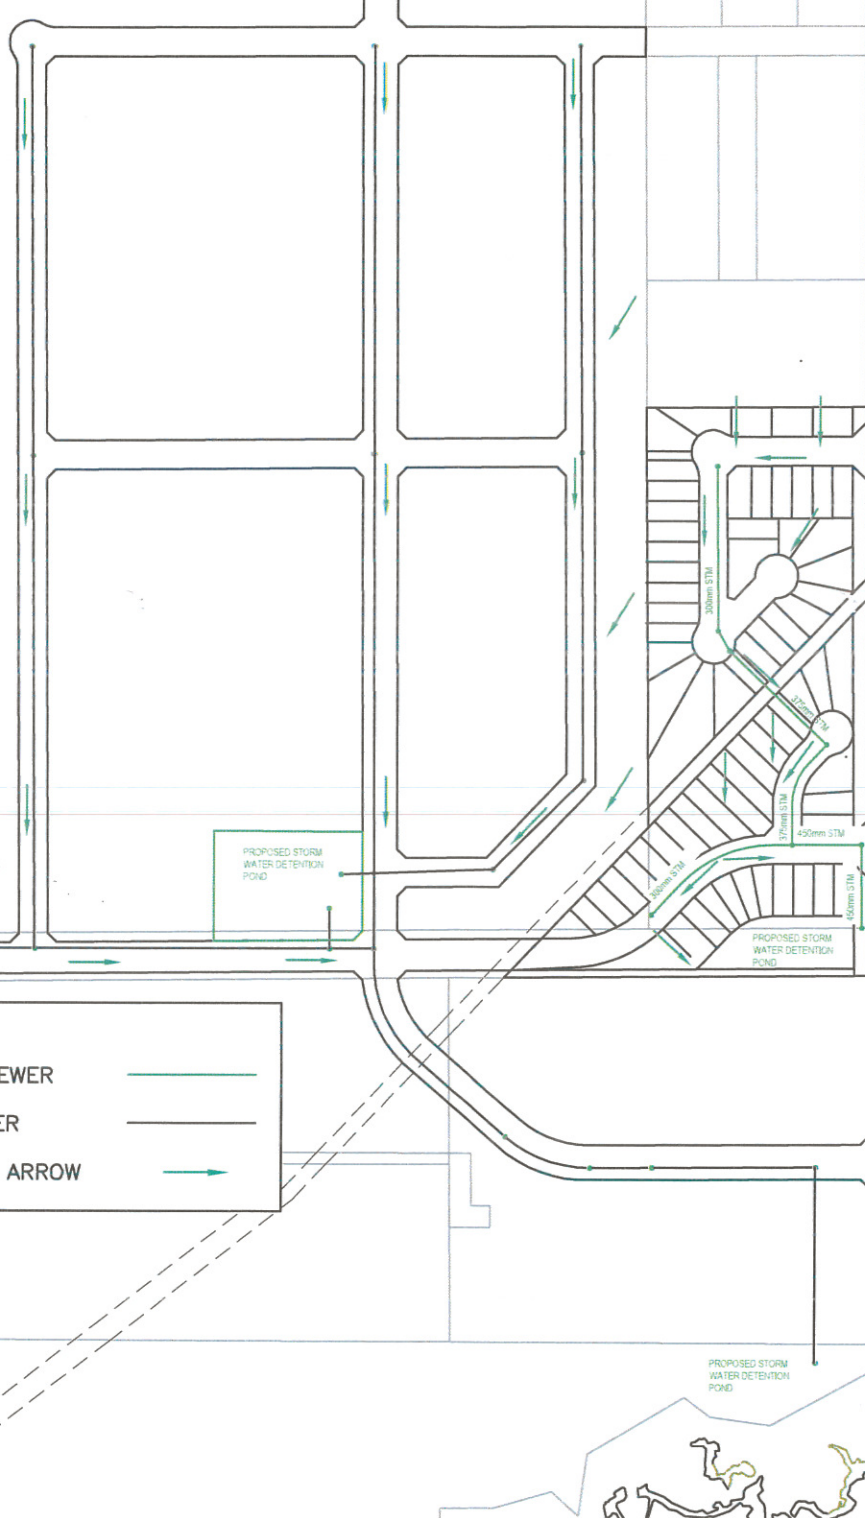 300mm STM
375mm STM
375mm STM
450mm STM
300mm STM
450mm STM
PROPOSED STORM
WATER DETENTION
POND
PROPOSED STORM
WATER DETENTION
POND
EWER
ER
ARROW
PROPOSED STORM
WATER DETENTION
POND